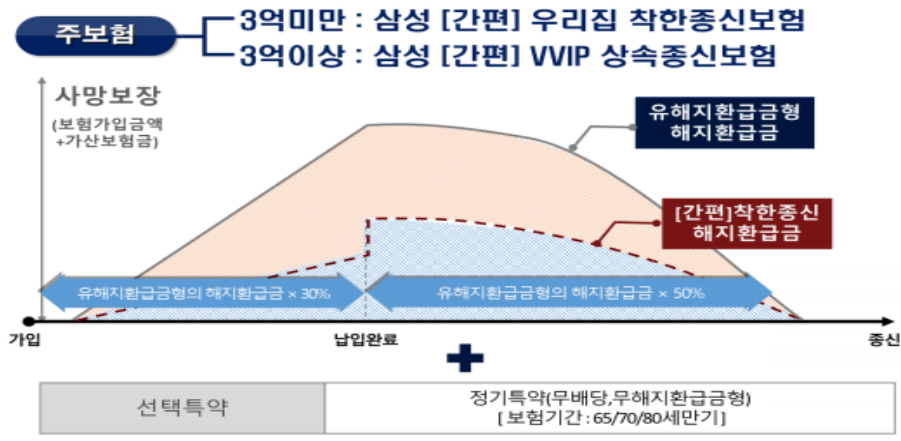 주보험
3억미만 : 삼성 [간편] 우리집 착한종신보험
3억이상 : 삼성 [간편] VVIP 상속종신보험
사망보장
(보험가입금액
+가산보험금)
유해지환급금형
해지환급금
[간편]착한종신
해지환급금
유해지환급금형의 해지환급금 × 30%
유해지환급금형의 해지환급금 × 50%
가입
납입완료
종신
선택특약
정기특약(무배당,무해지환급금형)
[ 보험기간 : 65/70/80세만기 ]